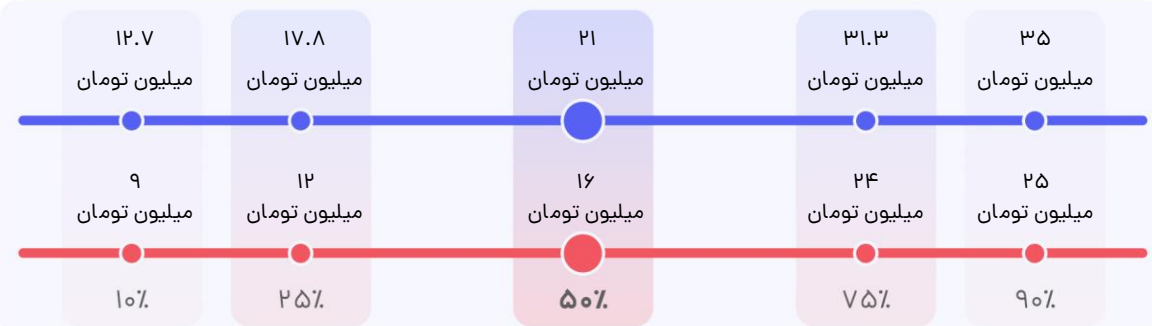 ۱۲.۷ ۱۷.۸ ۲۱ ۳۱.۳ ۳۵
میلیون تومان میلیون تومان میلیون تومان میلیون تومان میلیون تومان
۹ ۱۲ ۱۶ ۲۴ ۲۵
میلیون تومان میلیون تومان میلیون تومان میلیون تومان میلیون تومان
۱۰٪ ۲۵٪ ۵۰٪ ۷۵٪ ۹۰٪